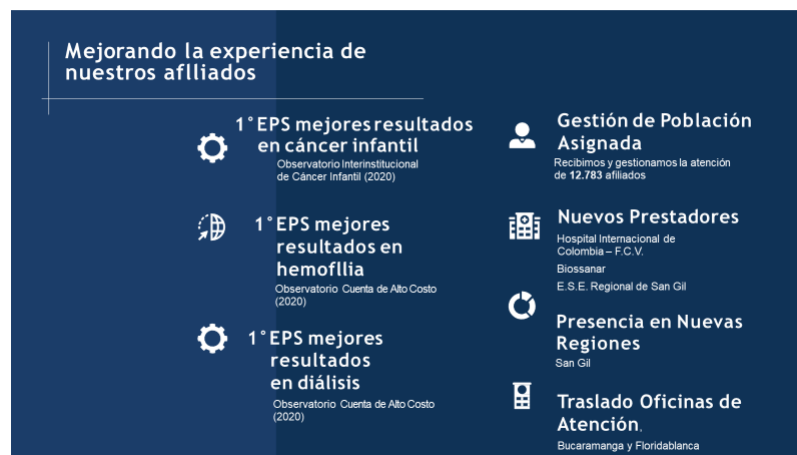 Mejorando la experiencia de
nuestros aflliados
1°EPS mejores resultados
en cáncer infantil
Observatorio Interinstitucional
de Cáncer Infantil (2020)
1°EPS mejores
resultados en
hemofllia
Observatorio Cuenta de Alto Costo
(2020)
1°EPS mejores
resultados
en diálisis
Observatorio Cuenta de Alto Costo
(2020)
Gestión de Población
Asignada
Recibimos y gestionamos la atención
de 12.783 afiliados
Nuevos Prestadores
Hospital Internacional de
Colombia – F.C.V.
Biossanar
E.S.E. Regional de San Gil
Presencia en Nuevas
Regiones
San Gil
Traslado Oficinas de
Atención,
Bucaramanga y Floridablanca